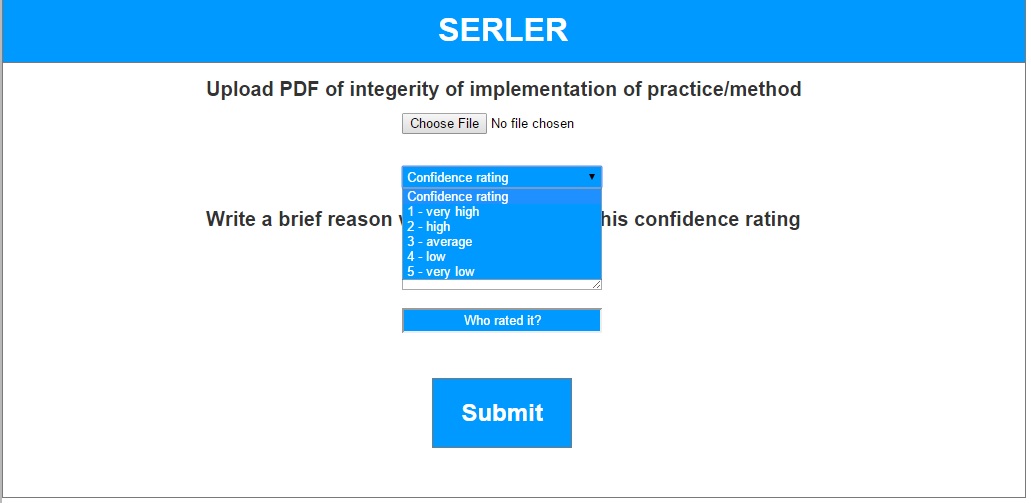 SERLER
Upload PDF of integerity of implementation of practice/method
Choose File No file chosen
Confidence rating
Confidence rating
1 - very high
Write a brief reason his confidence rating
2 - high
3 - average
4 - low
5 - very low
Who rated it?
Submit